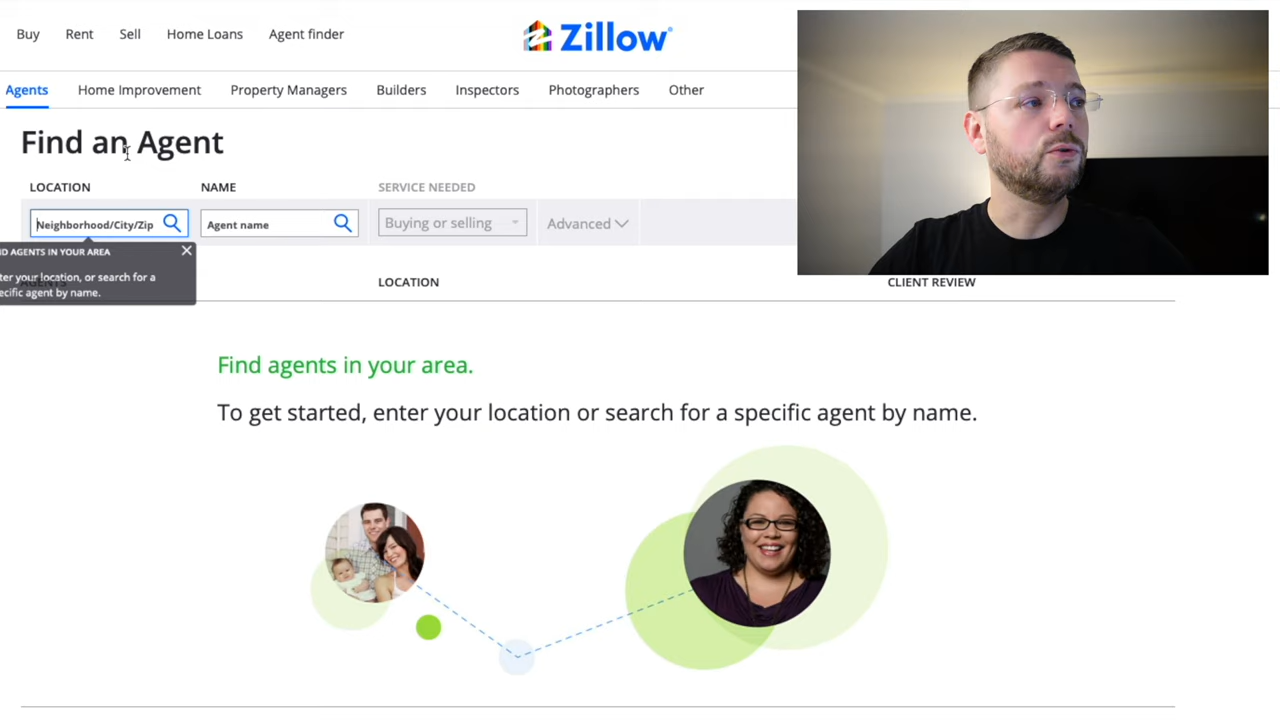 Buy Rent Sell Home Loans Agent finder
Zillow
Agents Home Improvement Property Managers Builders Inspectors Photographers Other
Find an Agent
LOCATION NAME SERVICE NEEDED
Neighborhood/City/Zip Agent name Buying or selling Advanced
D AGENTS IN YOUR AREA
ter your location, or search for a
ecific agent by name.
AGENTS LOCATION CLIENT REVIEW
Find agents in your area.
To get started, enter your location or search for a specific agent by name.